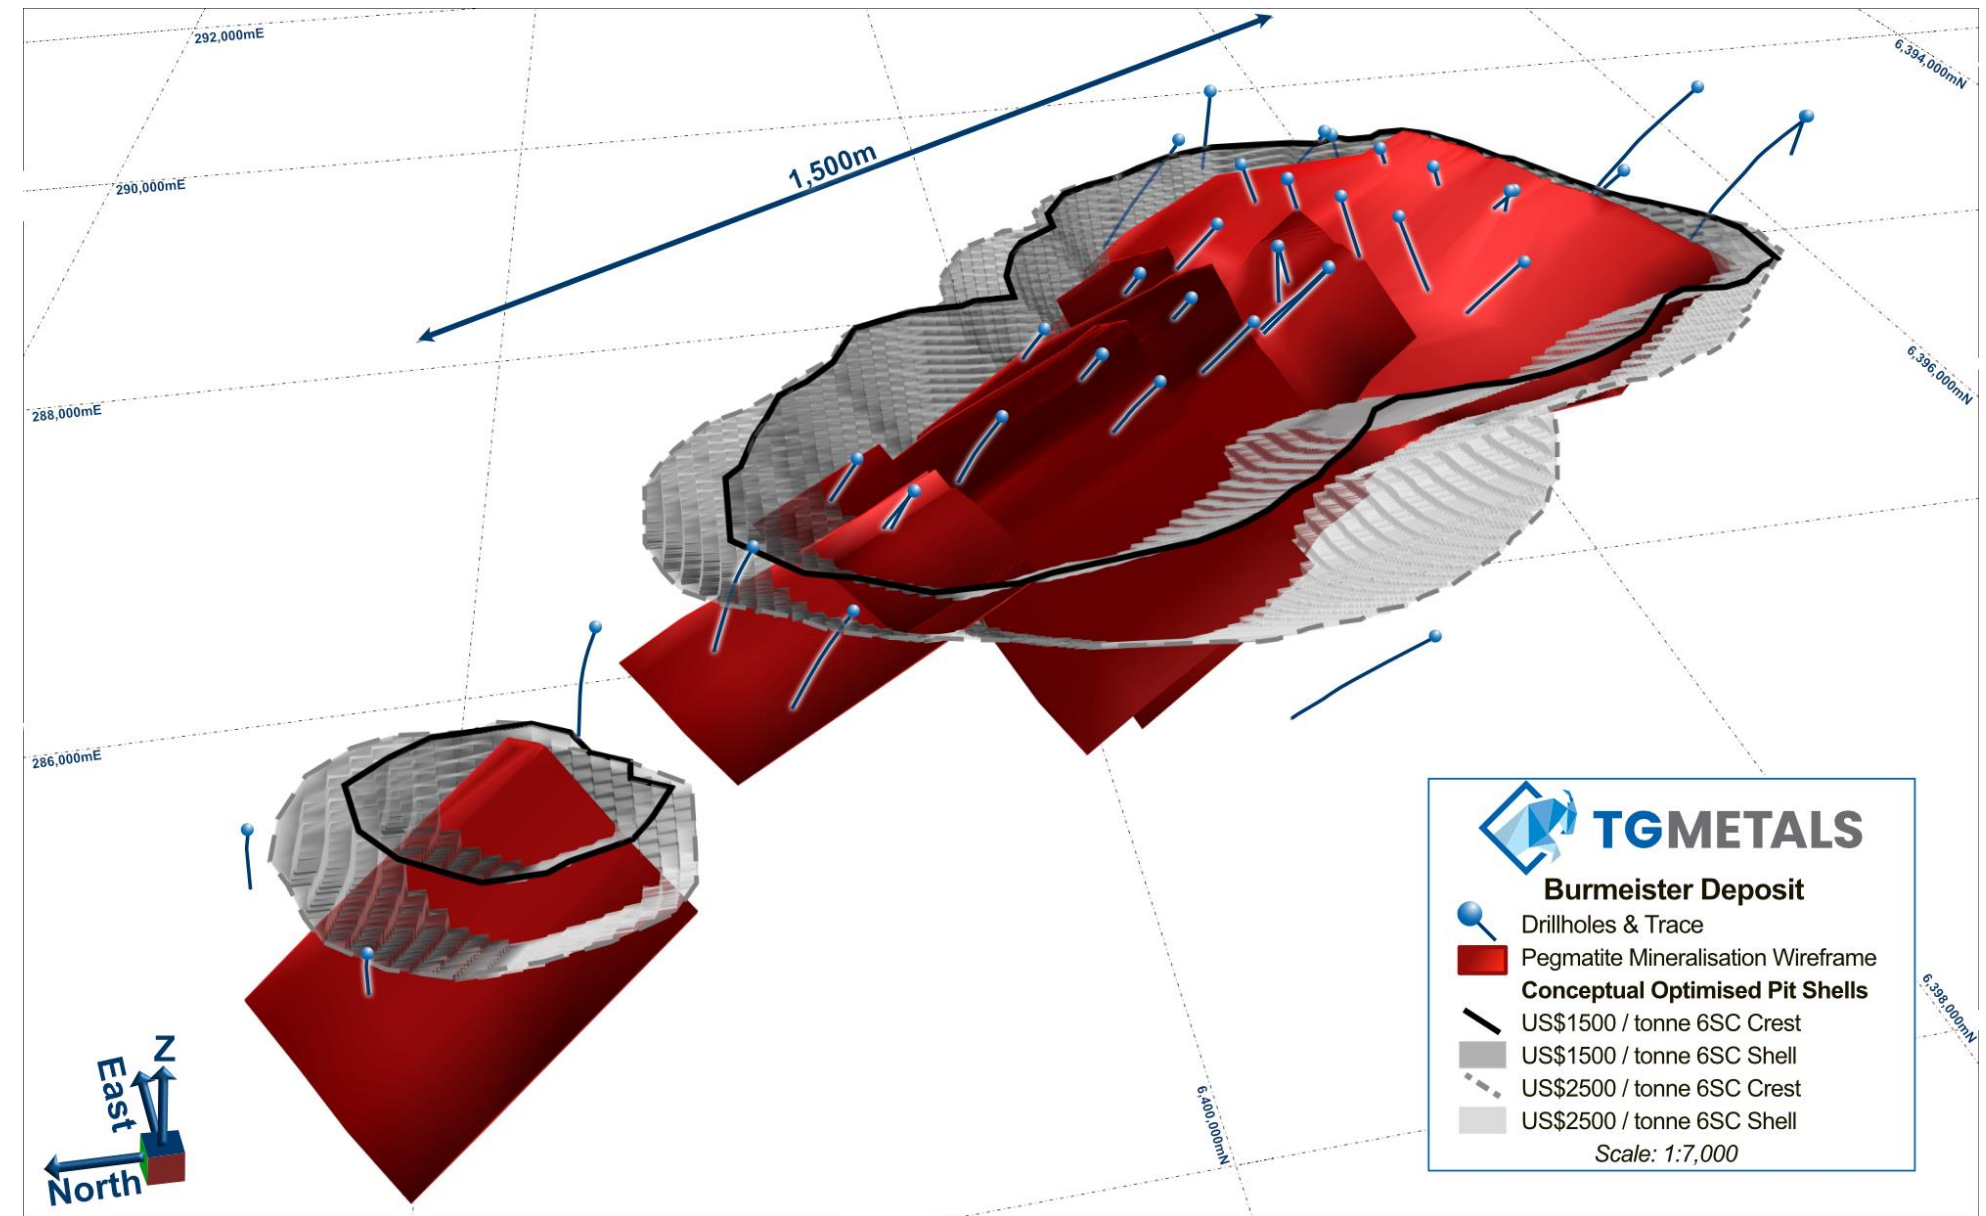 292,000mE
6,394,000mN
1,500m
290,000mE
6,396,000mN
288,000mE
286,000mE
TGMETALS
Burmeister Deposit
Drillholes & Trace
Pegmatite Mineralisation Wireframe
Conceptual Optimised Pit Shells
US$1500 / tonne 6SC Crest
US$1500 / tonne 6SC Shell
US$2500 / tonne 6SC Crest
US$2500 / tonne 6SC Shell
Scale: 1:7,000
6,398,000mN
6,400,000mN
Z
East
North